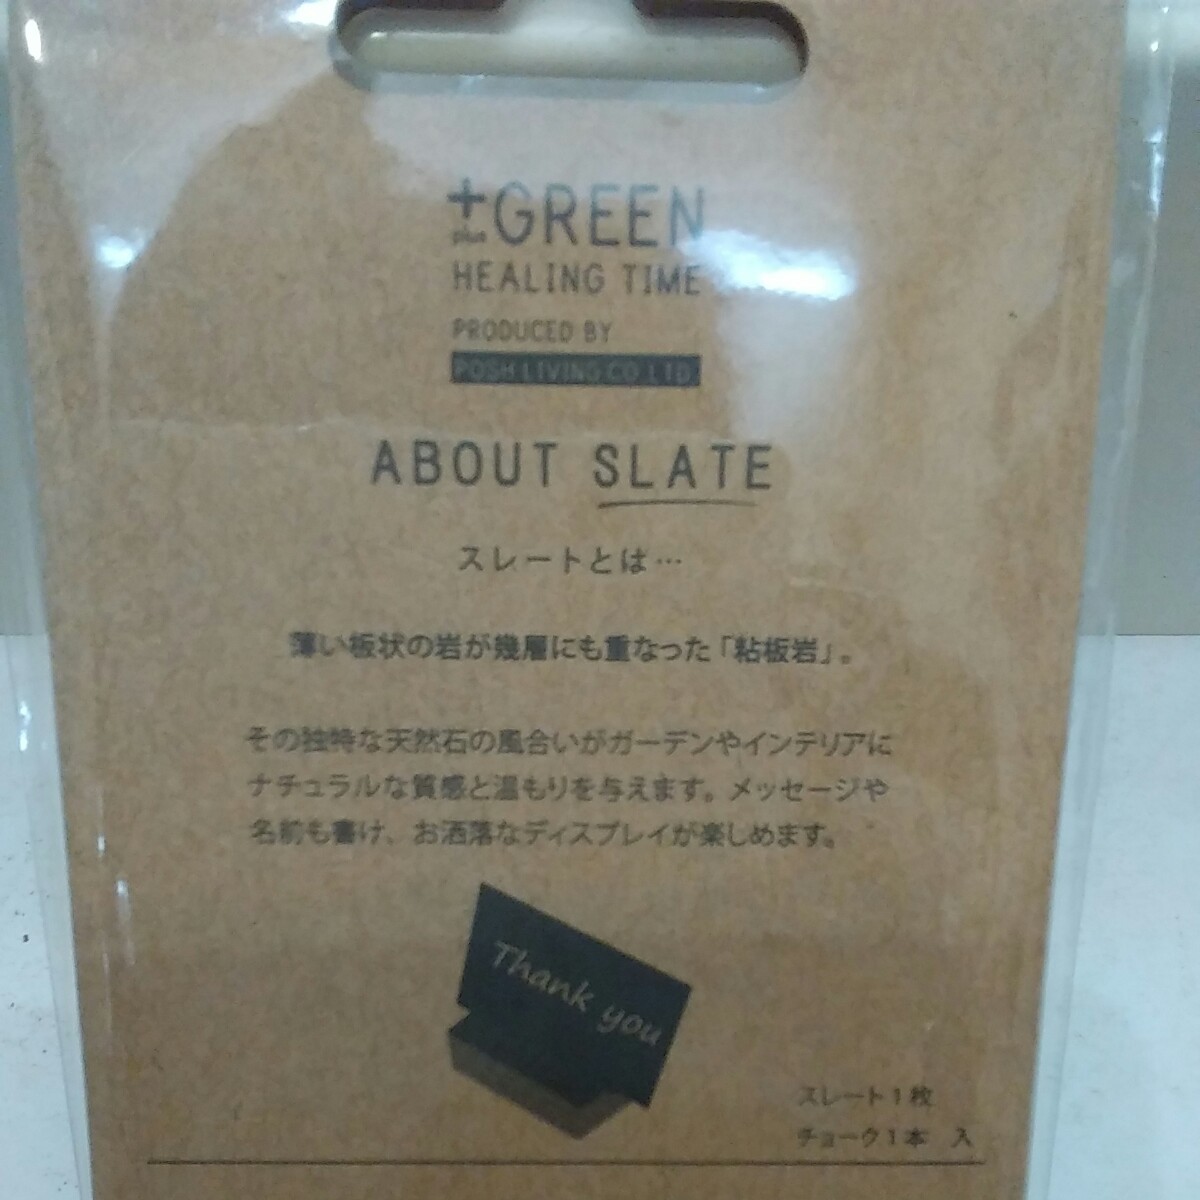 +GREEN
plus
HEALING TIME
PRODUCED BY
POSH LIVING CO LTD.
ABOUT SLATE
スレートとは…
薄い板状の岩が幾層にも重なった「粘板岩」。
その独特な天然石の風合いがガーデンやインテリアに
ナチュラルな質感と温もりを与えます。メッセージや
名前も書け、お洒落なディスプレイが楽しめます。
Thank you
スレート1枚
チョーク1本 入